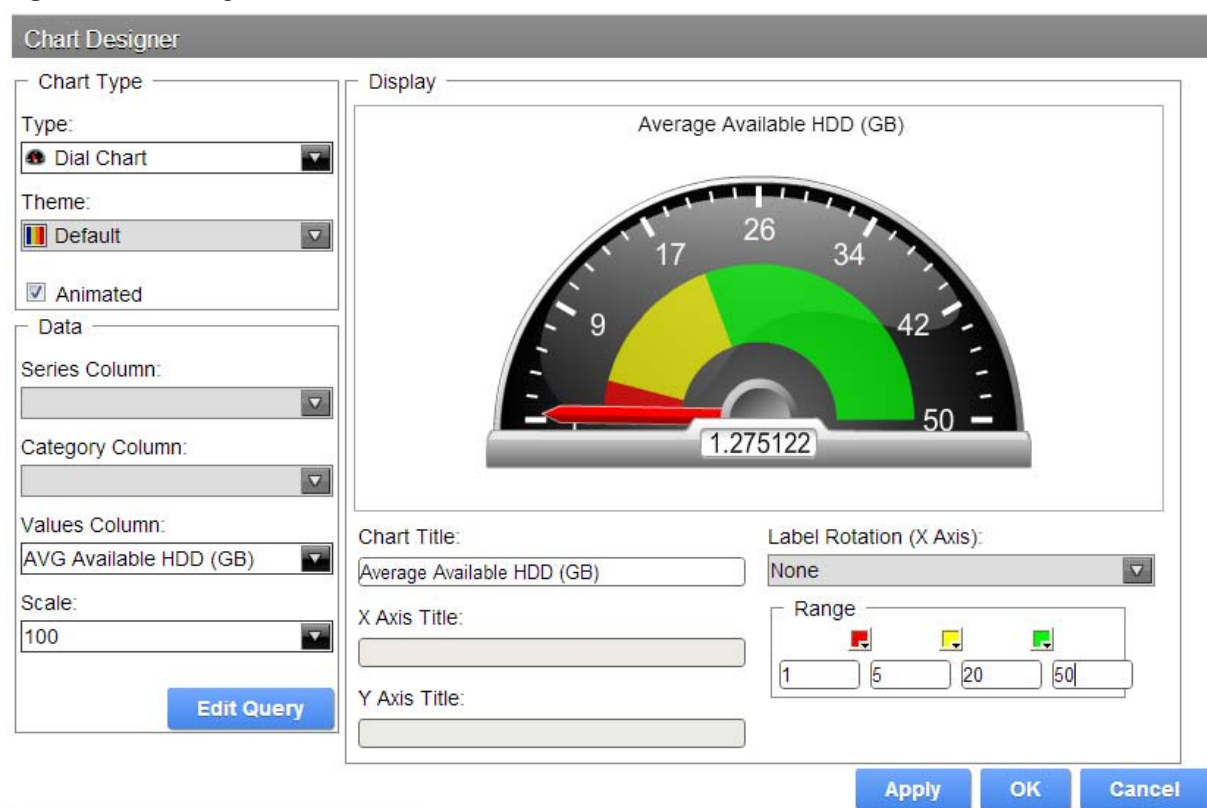 Chart Designer
Chart Type
Type:
Dial Chart
Theme:
Default
Animated
Data
Series Column:
Category Column:
Values Column:
AVG Available HDD (GB)
Scale:
100
Edit Query
Display
Average Available HDD (GB)
9
17
26
34
42
50
1.275122
Chart Title:
Average Available HDD (GB)
X Axis Title:
Y Axis Title:
Label Rotation (X Axis):
None
Range
1 5 20 50
Apply OK Cancel